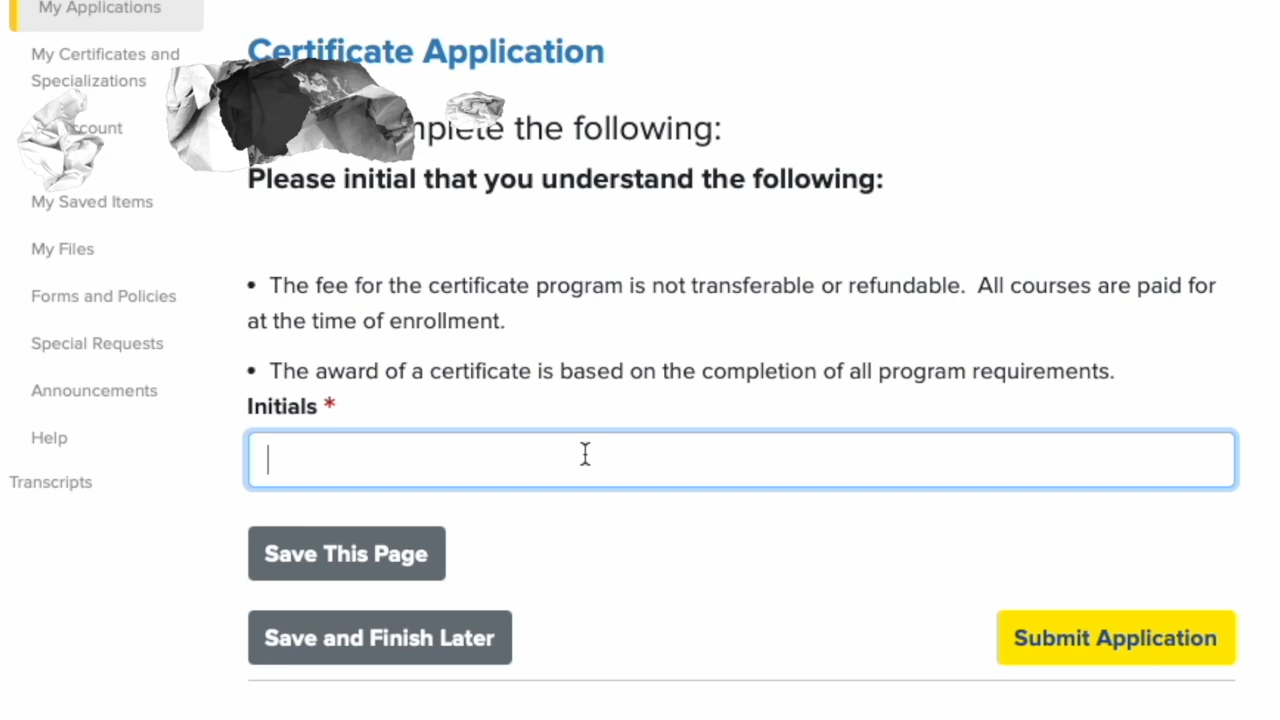 My Applications
My Certificates and
Specializations
Certificate Application
the following:
Please initial that you understand the following:
My Saved Items
My Files
Forms and Policies
Special Requests
Announcements
Help
Transcripts
• The fee for the certificate program is not transferable or refundable. All courses are paid for
at the time of enrollment.
• The award of a certificate is based on the completion of all program requirements.
Initials *
Save This Page
Save and Finish Later
Submit Application